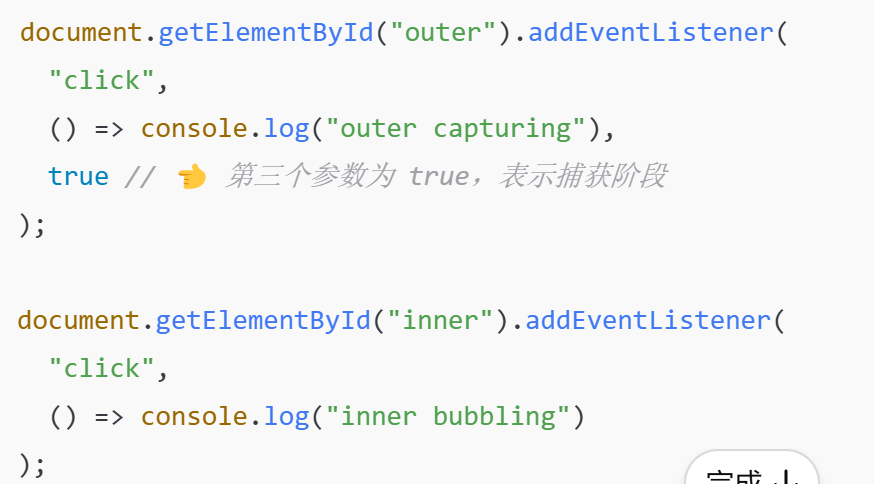 document.getElementById("outer").addEventListener(
"click",
() => console.log("outer capturing"),
true // 👈 第三个参数为 true，表示捕获阶段
);
document.getElementById("inner").addEventListener(
"click",
() => console.log("inner bubbling")
);
完成 ↓